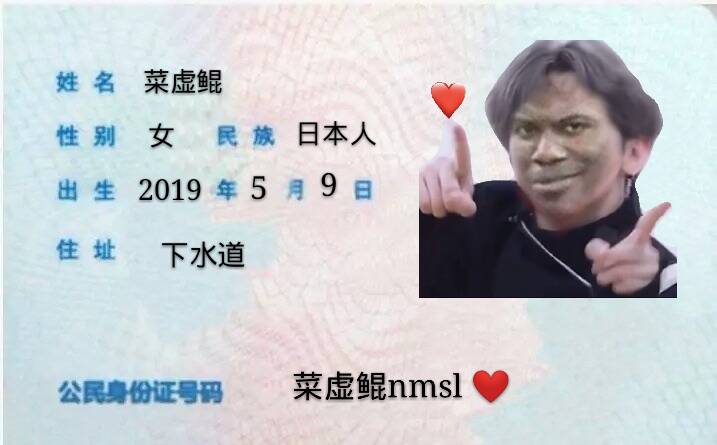 姓名 菜虚鲲
性别 女 民族 日本人
出生 2019 年 5 月 9 日
住址 下水道
公民身份证号码 菜虚鲲nmsl ❤